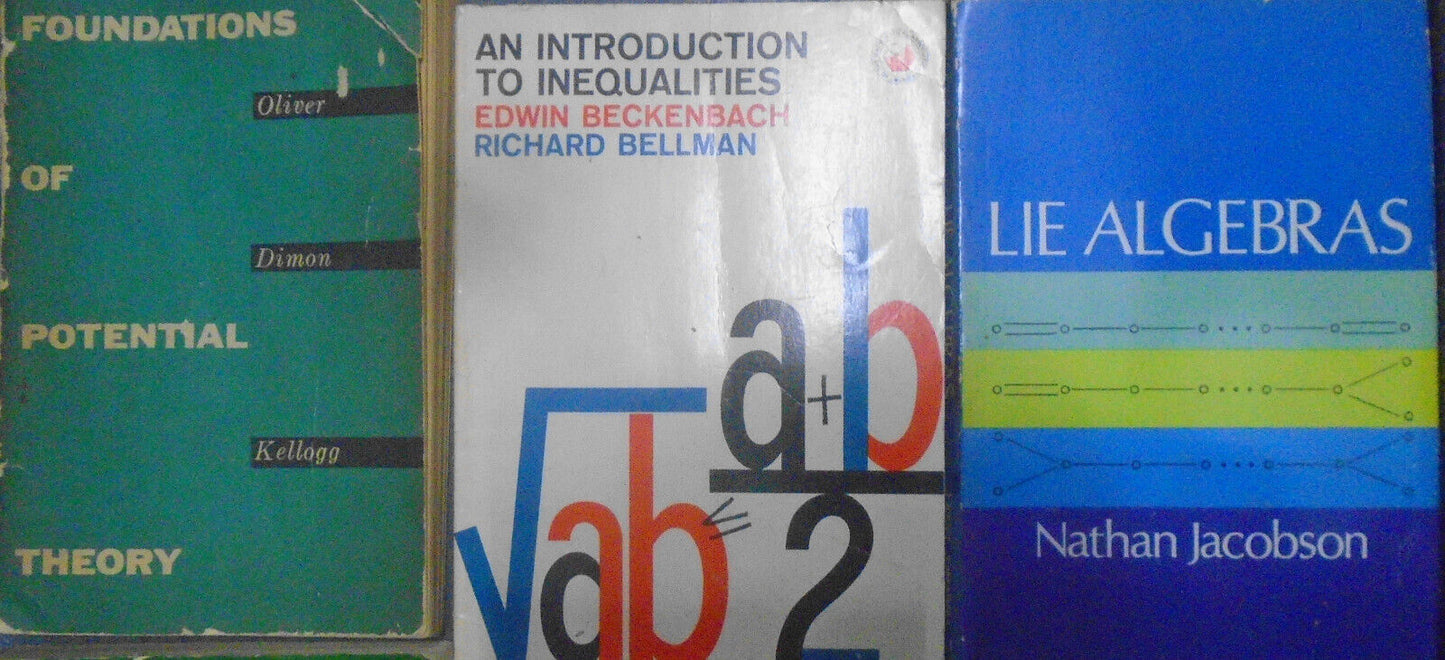 FOUNDATIONS
Oliver
OF
Dimon
POTENTIAL
Kellogg
THEORY
AN INTRODUCTION
TO INEQUALITIES
EDWIN BECKENBACH
RICHARD BELLMAN
√ab ≤ a+b
2
LIE ALGEBRAS
Nathan Jacobson